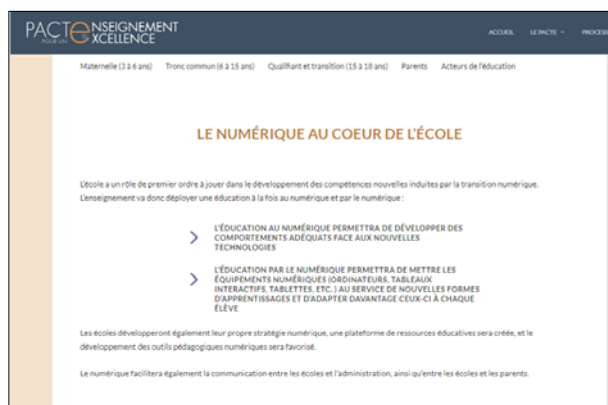 PACTE NSEIGNEMENT
POUR UN XCELLENCE
ACCUEIL LE PACTE PROCESS
Maternelle (3 à 6 ans) Tronc commun (6 à 15 ans) Qualifiant et transition (15 à 18 ans) Parents Acteurs de l'éducation
LE NUMÉRIQUE AU COEUR DE L'ÉCOLE
L'école a un rôle de premier ordre à jouer dans le développement des compétences nouvelles induites par la transition numérique.
L'enseignement va donc déployer une éducation à la fois au numérique et par le numérique :
L'ÉDUCATION AU NUMÉRIQUE PERMETTRA DE DÉVELOPPER DES
COMPORTEMENTS ADÉQUATS FACE AUX NOUVELLES
TECHNOLOGIES
L'ÉDUCATION PAR LE NUMÉRIQUE PERMETTRA DE METTRE LES
ÉQUIPEMENTS NUMÉRIQUES (ORDINATEURS, TABLEAUX
INTERACTIFS, TABLETTES, ETC. ) AU SERVICE DE NOUVELLES FORMES
D'APPRENTISSAGES ET D'ADAPTER DAVANTAGE CEUX-CI À CHAQUE
ÉLÈVE
Les écoles développeront également leur propre stratégie numérique, une plateforme de ressources éducatives sera créée, et le
développement des outils pédagogiques numériques sera favorisé.
Le numérique facilitera également la communication entre les écoles et l'administration, ainsi qu'entre les écoles et les parents.